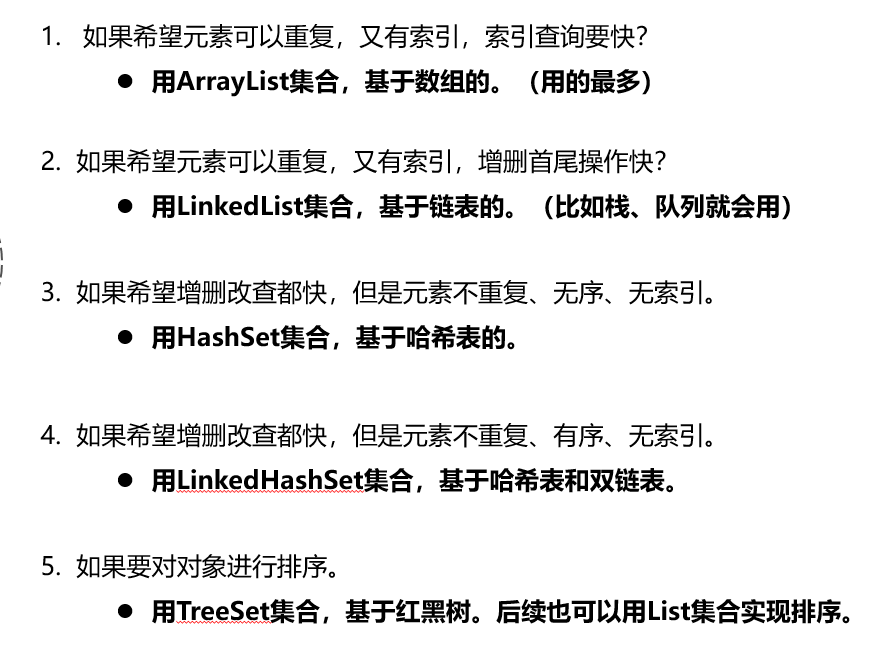 1. 如果希望元素可以重复，又有索引，索引查询要快？
● 用ArrayList集合，基于数组的。（用的最多）
2. 如果希望元素可以重复，又有索引，增删首尾操作快？
● 用LinkedList集合，基于链表的。（比如栈、队列就会用）
3. 如果希望增删改查都快，但是元素不重复、无序、无索引。
● 用HashSet集合，基于哈希表的。
4. 如果希望增删改查都快，但是元素不重复、有序、无索引。
● 用LinkedHashSet集合，基于哈希表和双链表。
5. 如果要对对象进行排序。
● 用TreeSet集合，基于红黑树。后续也可以用List集合实现排序。